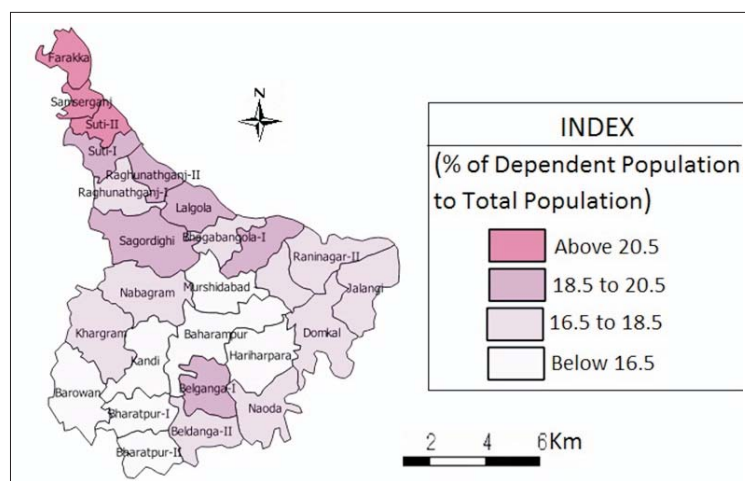 Farakka
Samserganj
Suti-II
Suti-I
Raghunathganj-II
Raghunathganj-I
Lalgola
Sagordighi
Bhagabangola-I
Raninagar-II
Nabagram
Murshidabad
Jalangi
Khargram
Baharampur
Domkal
Kandi
Hariharpara
Barowan
Belganga-I
Bharatpur-I
Naoda
Beldanga-II
Bharatpur-II
N
INDEX
(% of Dependent Population
to Total Population)
Above 20.5
18.5 to 20.5
16.5 to 18.5
Below 16.5
2 4 6Km